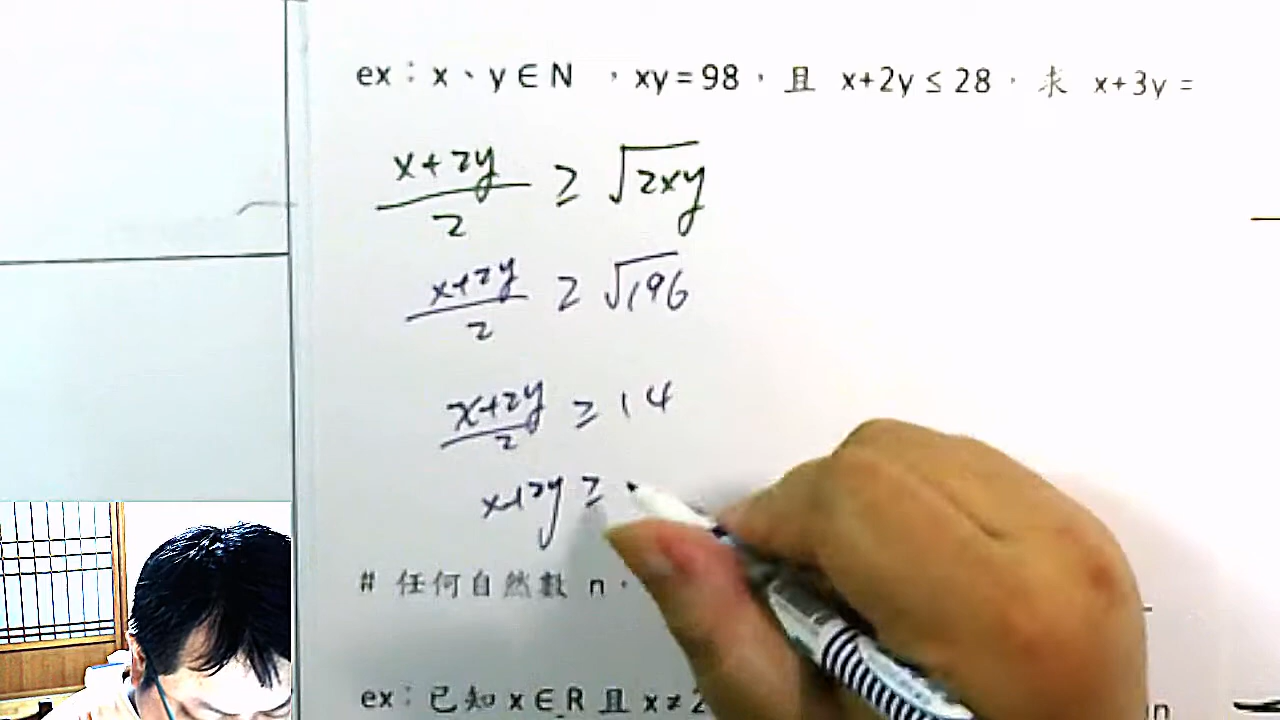 ex：x、y∈N ，xy=98，且 x+2y≤28，求 x+3y=
x+2y/2 ≥ √2xy
x+2y/2 ≥ √196
x+2y/2 ≥ 14
x+2y ≥
# 任何自然數 n，
ex：已知 x∈R 且 x≠2